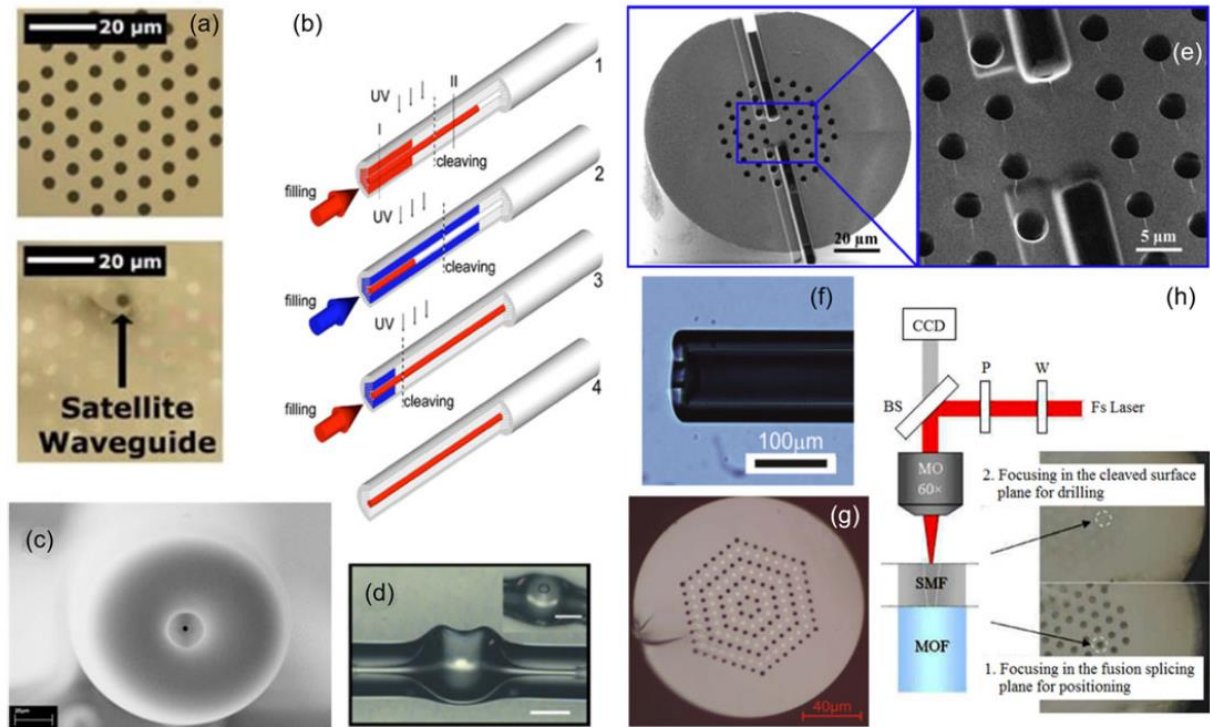 (a)
20 µm
20 µm
Satellite
Waveguide
(b)
1
UV
II
I
cleaving
filling
2
UV
cleaving
filling
3
UV
cleaving
filling
4
(c)
20µm
(d)
(e)
20 µm
5 µm
(f)
100µm
(g)
40µm
(h)
CCD
P
W
BS
Fs Laser
MO
60×
2. Focusing in the cleaved surface
plane for drilling
SMF
MOF
1. Focusing in the fusion splicing
plane for positioning